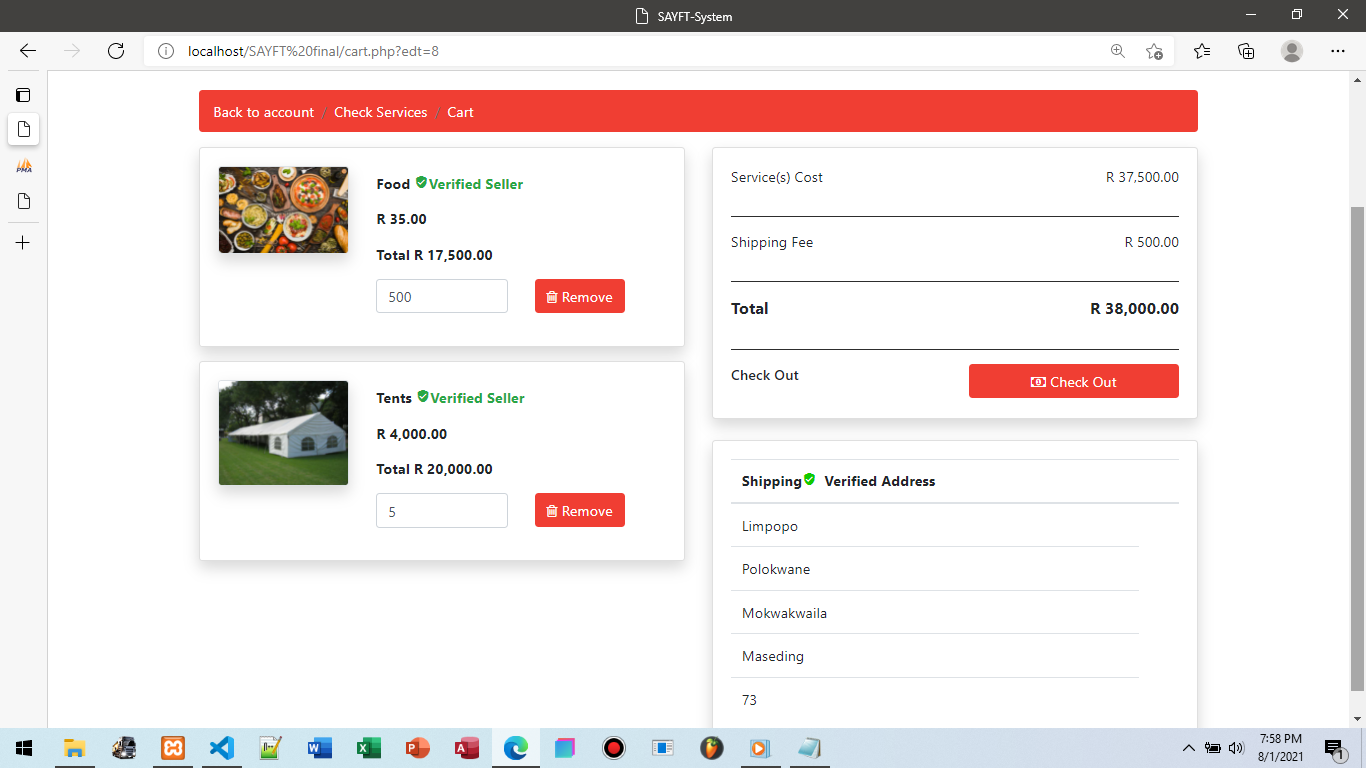 SAYFT-System
localhost/SAYFT%20final/cart.php?edt=8
PMA
Back to account / Check Services / Cart
Food Verified Seller
R 35.00
Total R 17,500.00
500 Remove
Tents Verified Seller
R 4,000.00
Total R 20,000.00
5 Remove
Service(s) Cost R 37,500.00
Shipping Fee R 500.00
Total R 38,000.00
Check Out Check Out
Shipping Verified Address
Limpopo
Polokwane
Mokwakwaila
Maseding
73
7:58 PM
8/1/2021
1